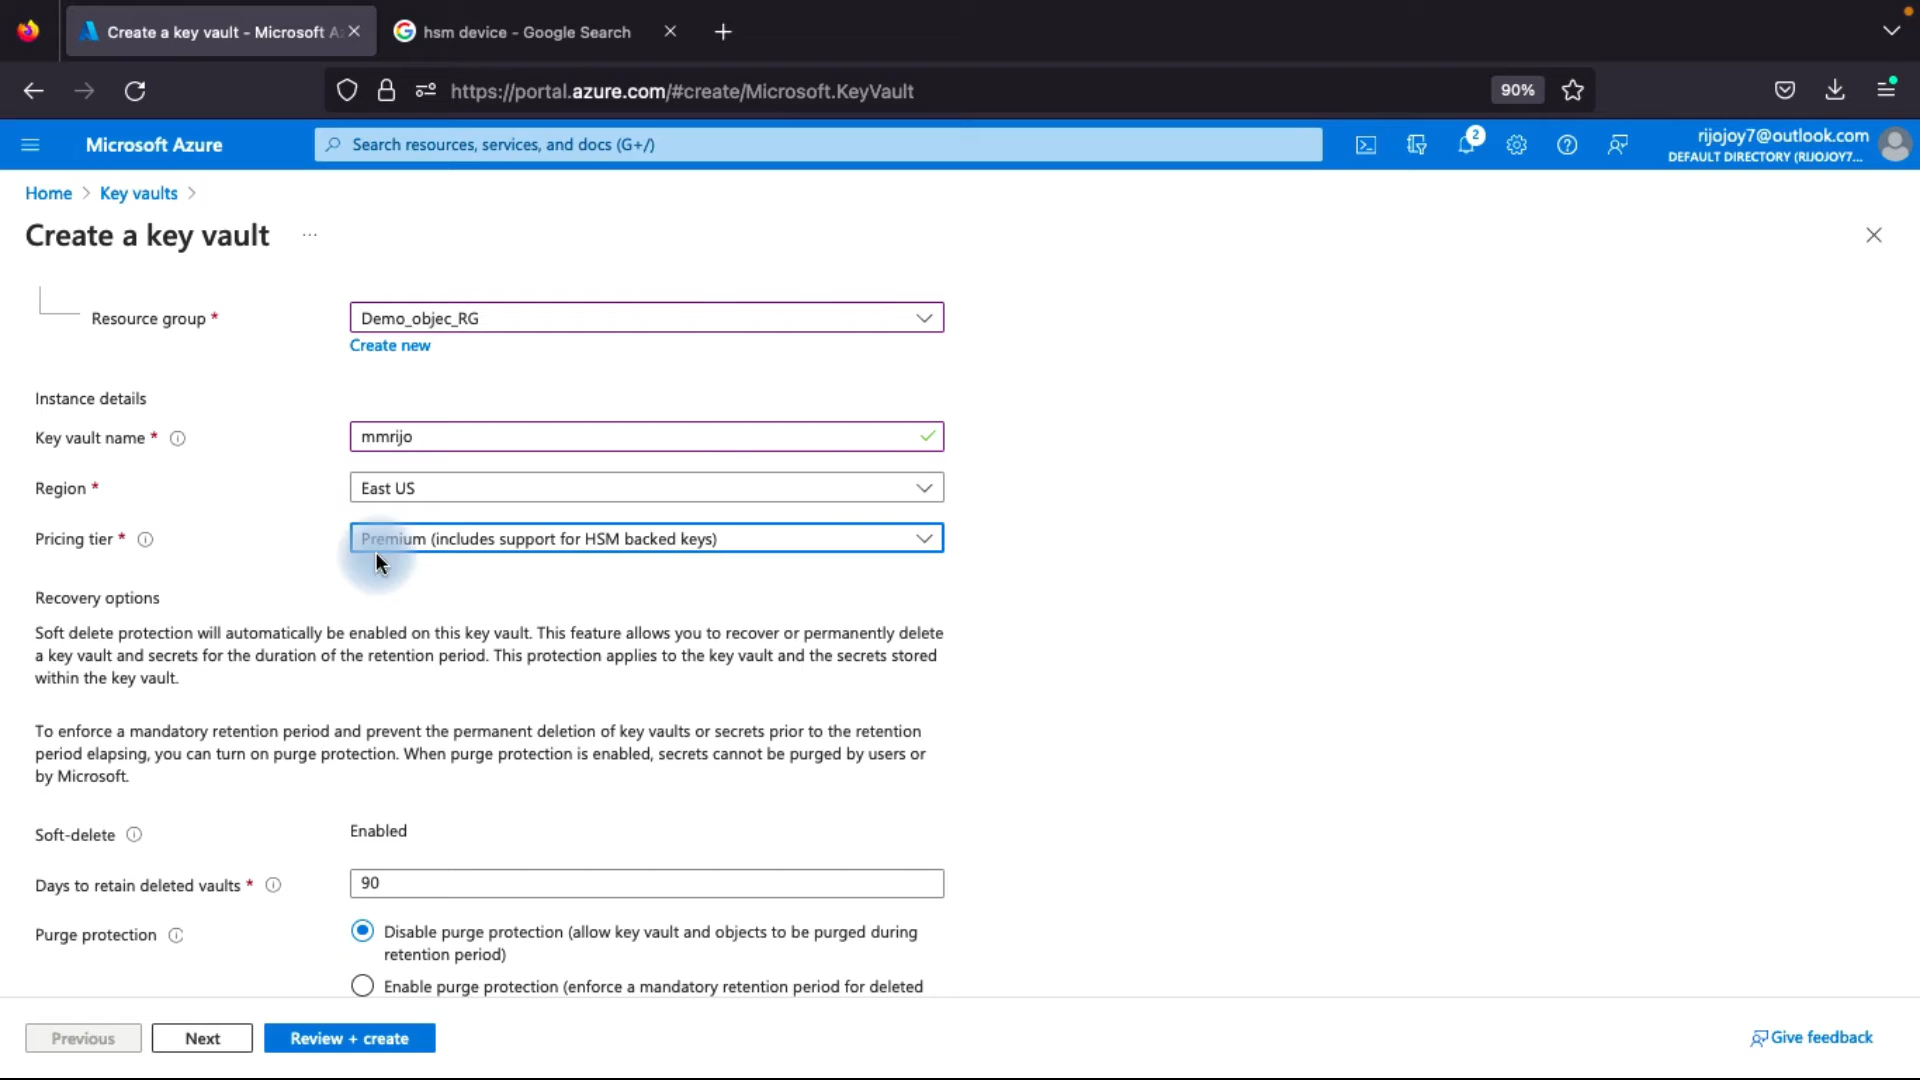 Create a key vault - Microsoft A
hsm device - Google Search
https://portal.azure.com/#create/Microsoft.KeyVault
90%
Microsoft Azure
Search resources, services, and docs (G+/)
2
rijojoy7@outlook.com
DEFAULT DIRECTORY (RIJOJOY7...
Home > Key vaults >
Create a key vault ...
Resource group *
Demo_objec_RG
Create new
Instance details
Key vault name *
mmrijo
Region *
East US
Pricing tier *
Premium (includes support for HSM backed keys)
Recovery options
Soft delete protection will automatically be enabled on this key vault. This feature allows you to recover or permanently delete
a key vault and secrets for the duration of the retention period. This protection applies to the key vault and the secrets stored
within the key vault.
To enforce a mandatory retention period and prevent the permanent deletion of key vaults or secrets prior to the retention
period elapsing, you can turn on purge protection. When purge protection is enabled, secrets cannot be purged by users or
by Microsoft.
Soft-delete
Enabled
Days to retain deleted vaults *
90
Purge protection
Disable purge protection (allow key vault and objects to be purged during
retention period)
Enable purge protection (enforce a mandatory retention period for deleted
Previous
Next
Review + create
Give feedback